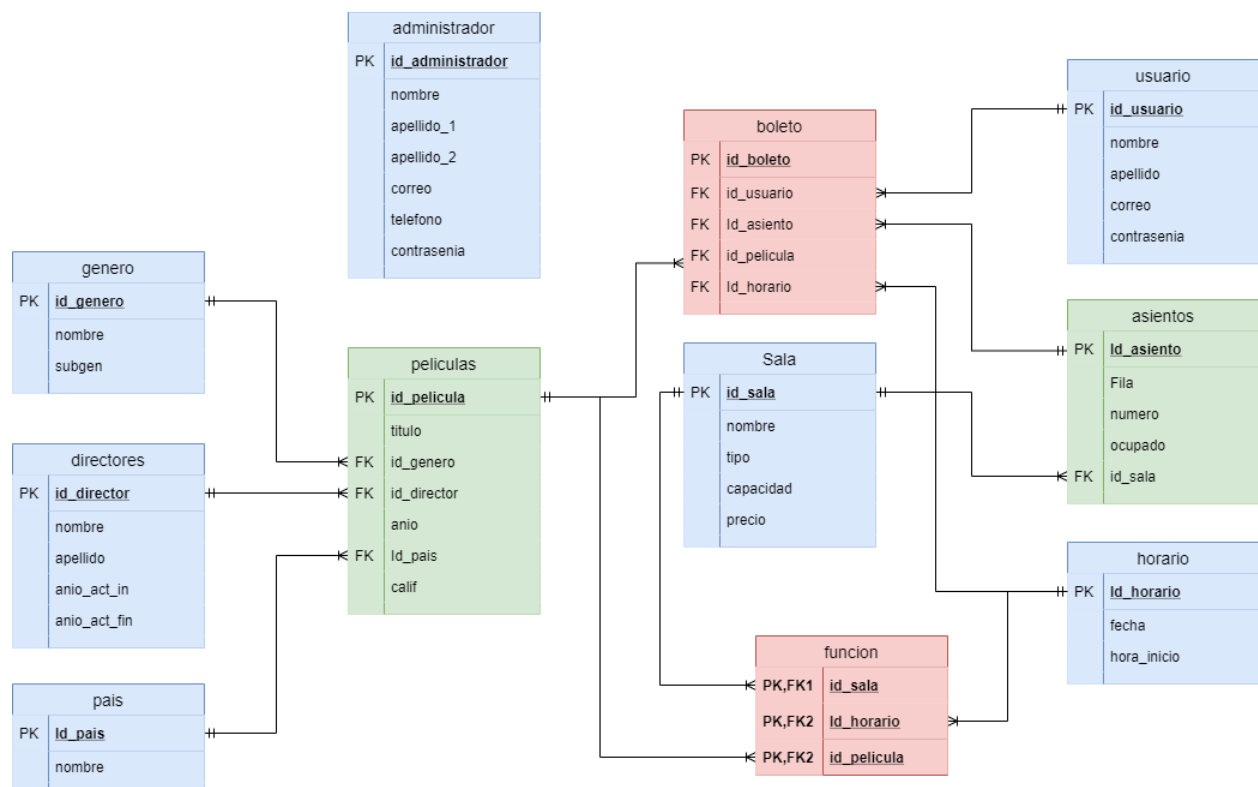 administrador
PK id_administrador
nombre
apellido_1
apellido_2
correo
telefono
contrasenia
usuario
PK id_usuario
nombre
apellido
correo
contrasenia
boleto
PK id_boleto
FK id_usuario
FK Id_asiento
FK id_pelicula
FK Id_horario
genero
PK id_genero
nombre
subgen
peliculas
PK id_pelicula
titulo
FK id_genero
FK id_director
anio
FK Id_pais
calif
Sala
PK id_sala
nombre
tipo
capacidad
precio
asientos
PK Id_asiento
Fila
numero
ocupado
FK id_sala
directores
PK id_director
nombre
apellido
anio_act_in
anio_act_fin
horario
PK Id_horario
fecha
hora_inicio
funcion
PK,FK1 id_sala
PK,FK2 Id_horario
PK,FK2 id_pelicula
pais
PK Id_pais
nombre